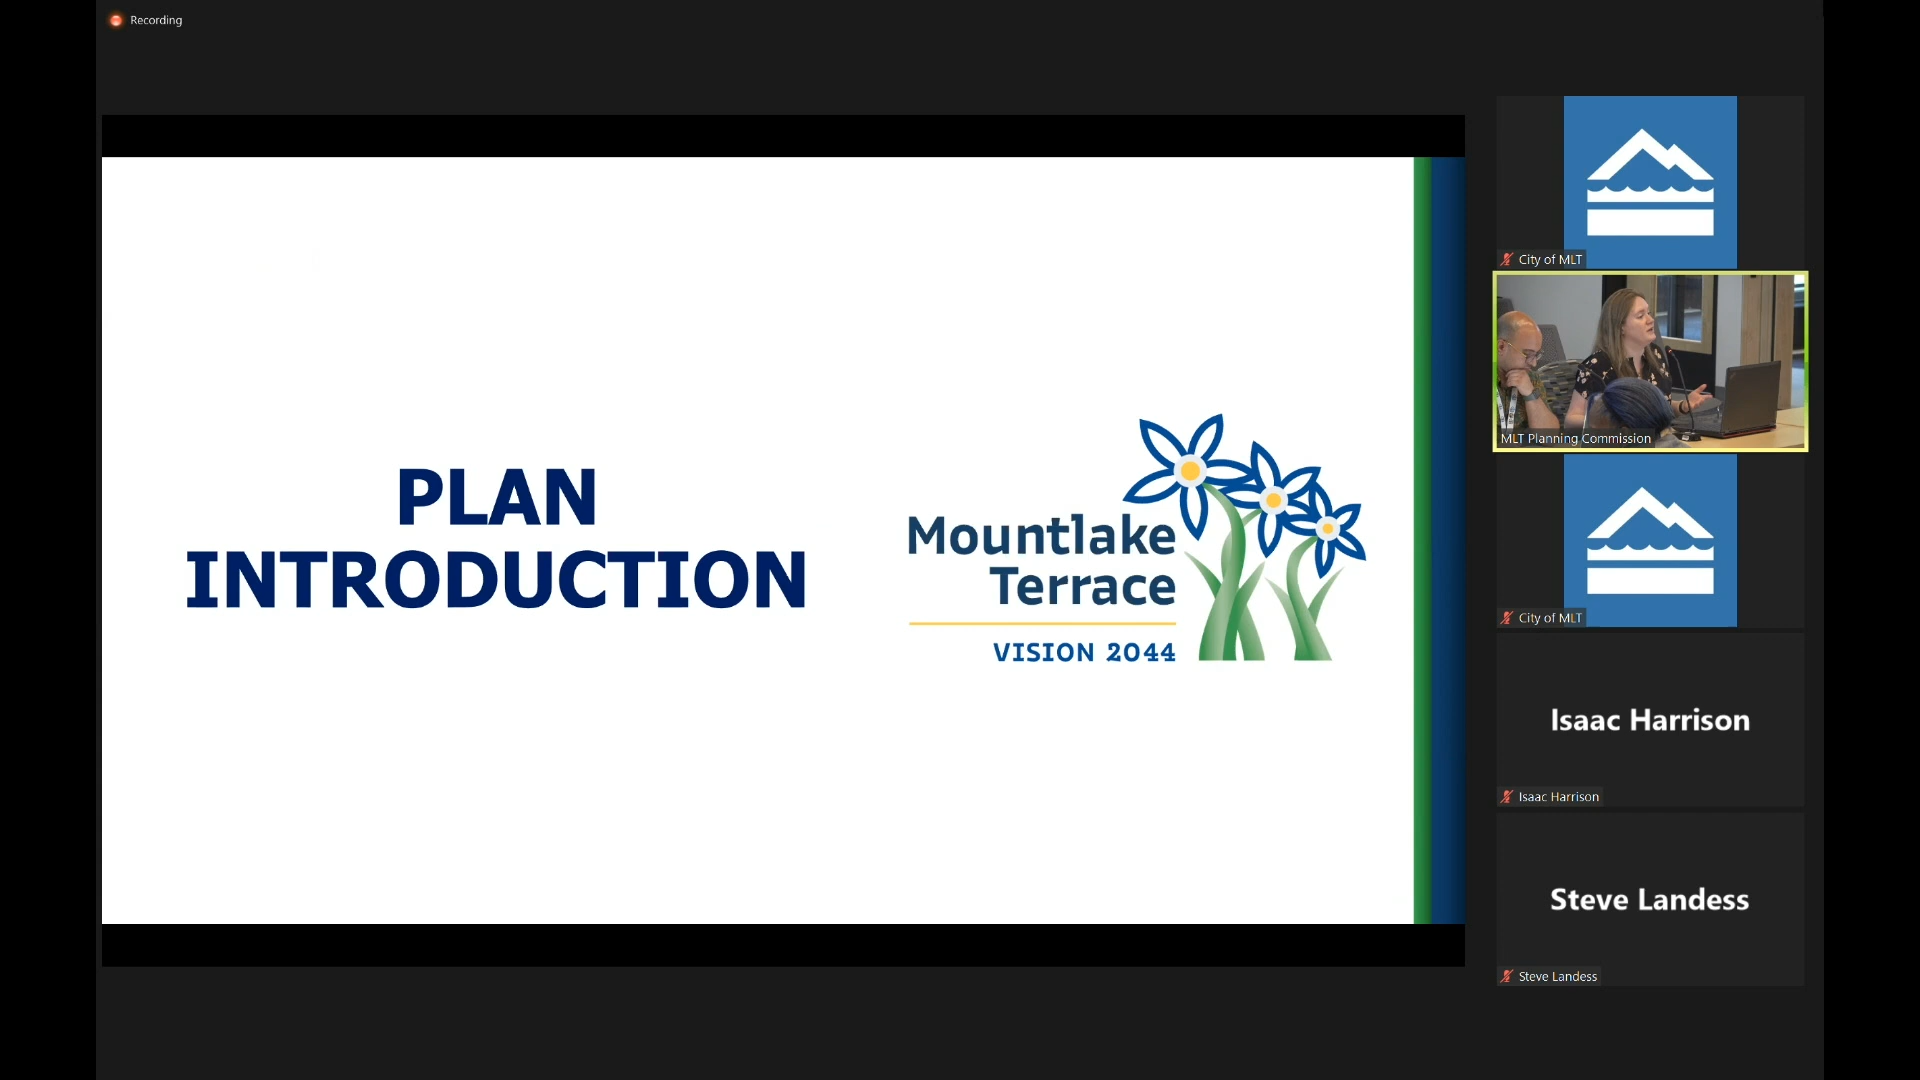 Recording
PLAN
INTRODUCTION
Mountlake
Terrace
VISION 2044
City of MLT
MLT Planning Commission
City of MLT
Isaac Harrison
Isaac Harrison
Steve Landess
Steve Landess